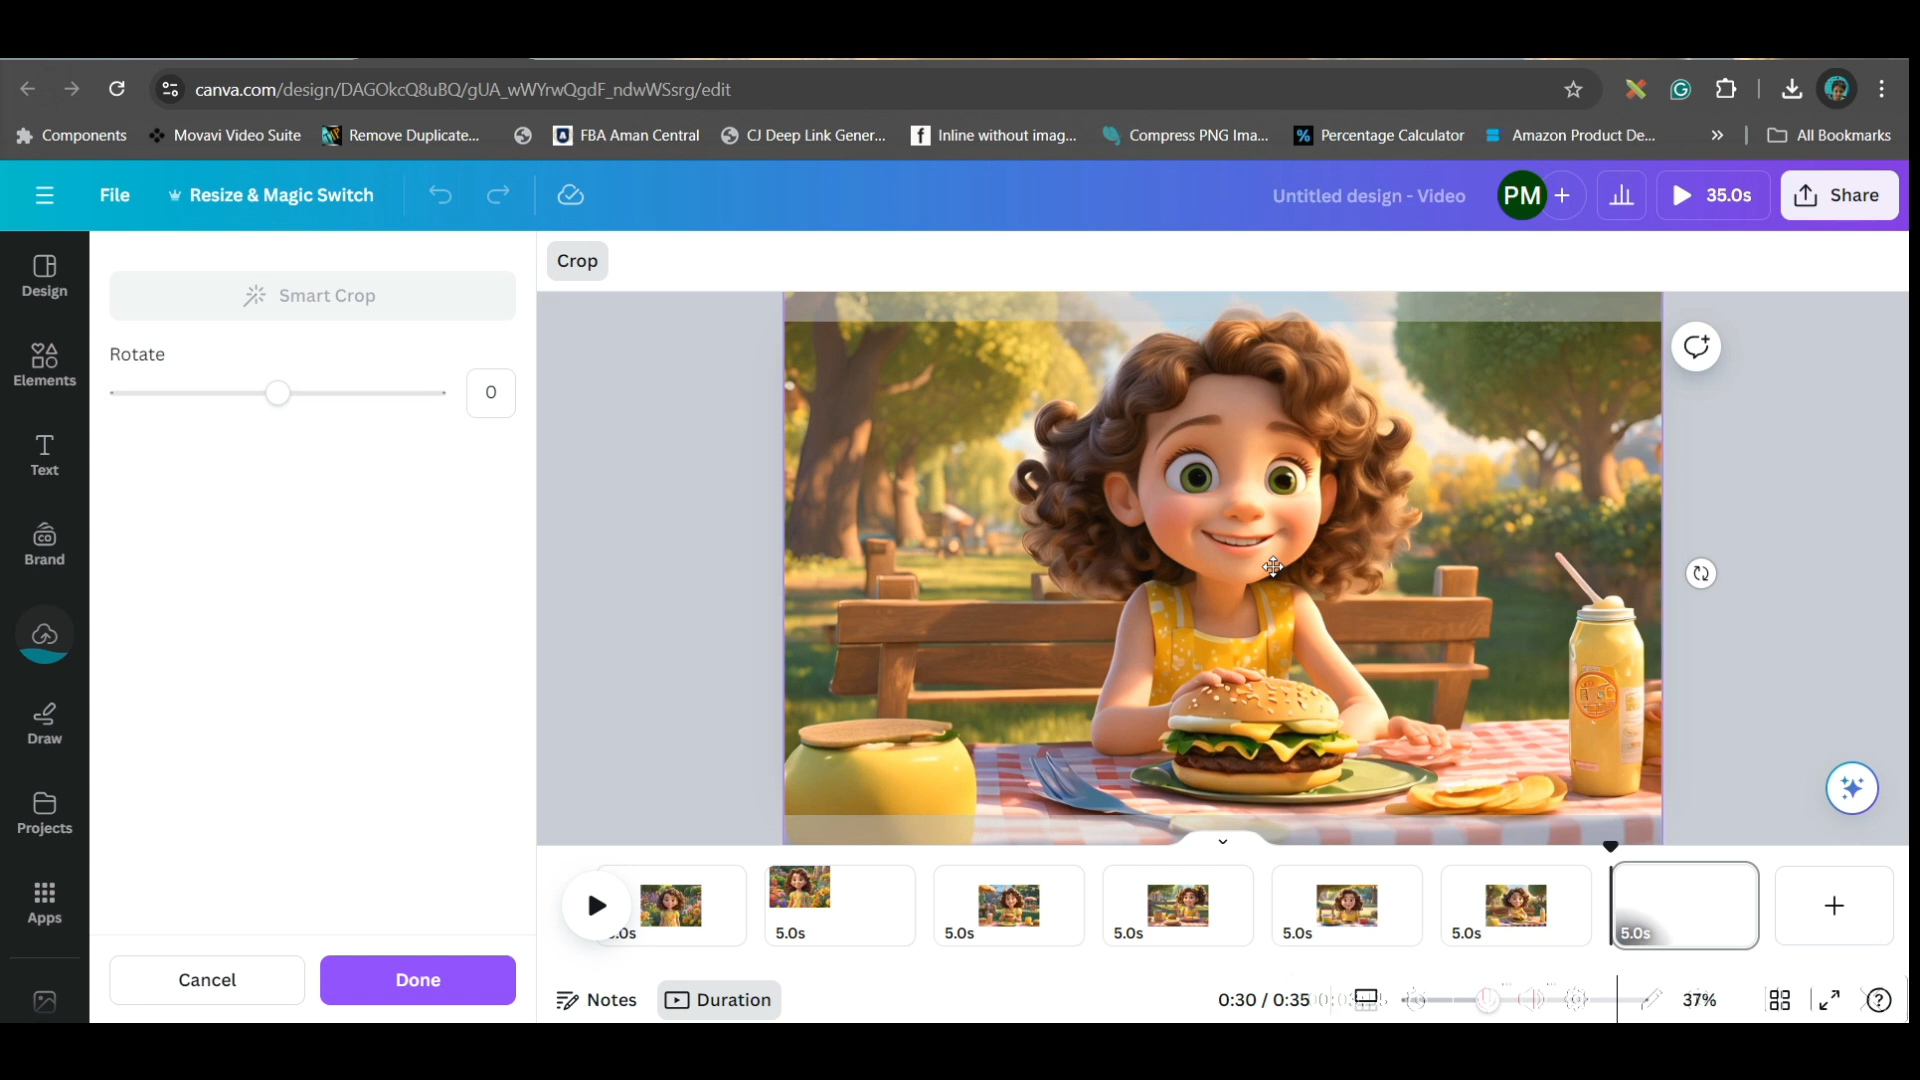 canva.com/design/DAGOkcQ8uBQ/gUA_wWYrwQgdF_ndwWSsrg/edit
Components Movavi Video Suite Remove Duplicate... FBA Aman Central CJ Deep Link Gener... Inline without imag... Compress PNG Ima... Percentage Calculator Amazon Product De... » All Bookmarks
File Resize & Magic Switch Untitled design - Video PM + 35.0s Share
Crop
Design
Smart Crop
Rotate
0
Elements
Text
Brand
Draw
Projects
Apps
5.0s 5.0s 5.0s 5.0s 5.0s 5.0s
Cancel Done
Notes Duration 0:30 / 0:35 37%